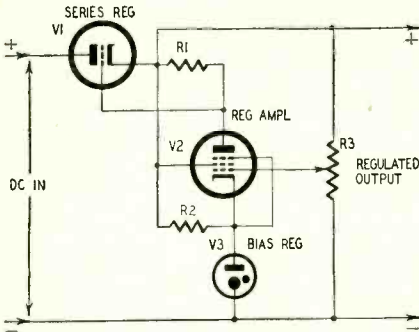 SERIES REG
V1
R1
REG AMPL
V2
R3
REGULATED
OUTPUT
DC IN
R2
V3 BIAS REG
+
+
−
−